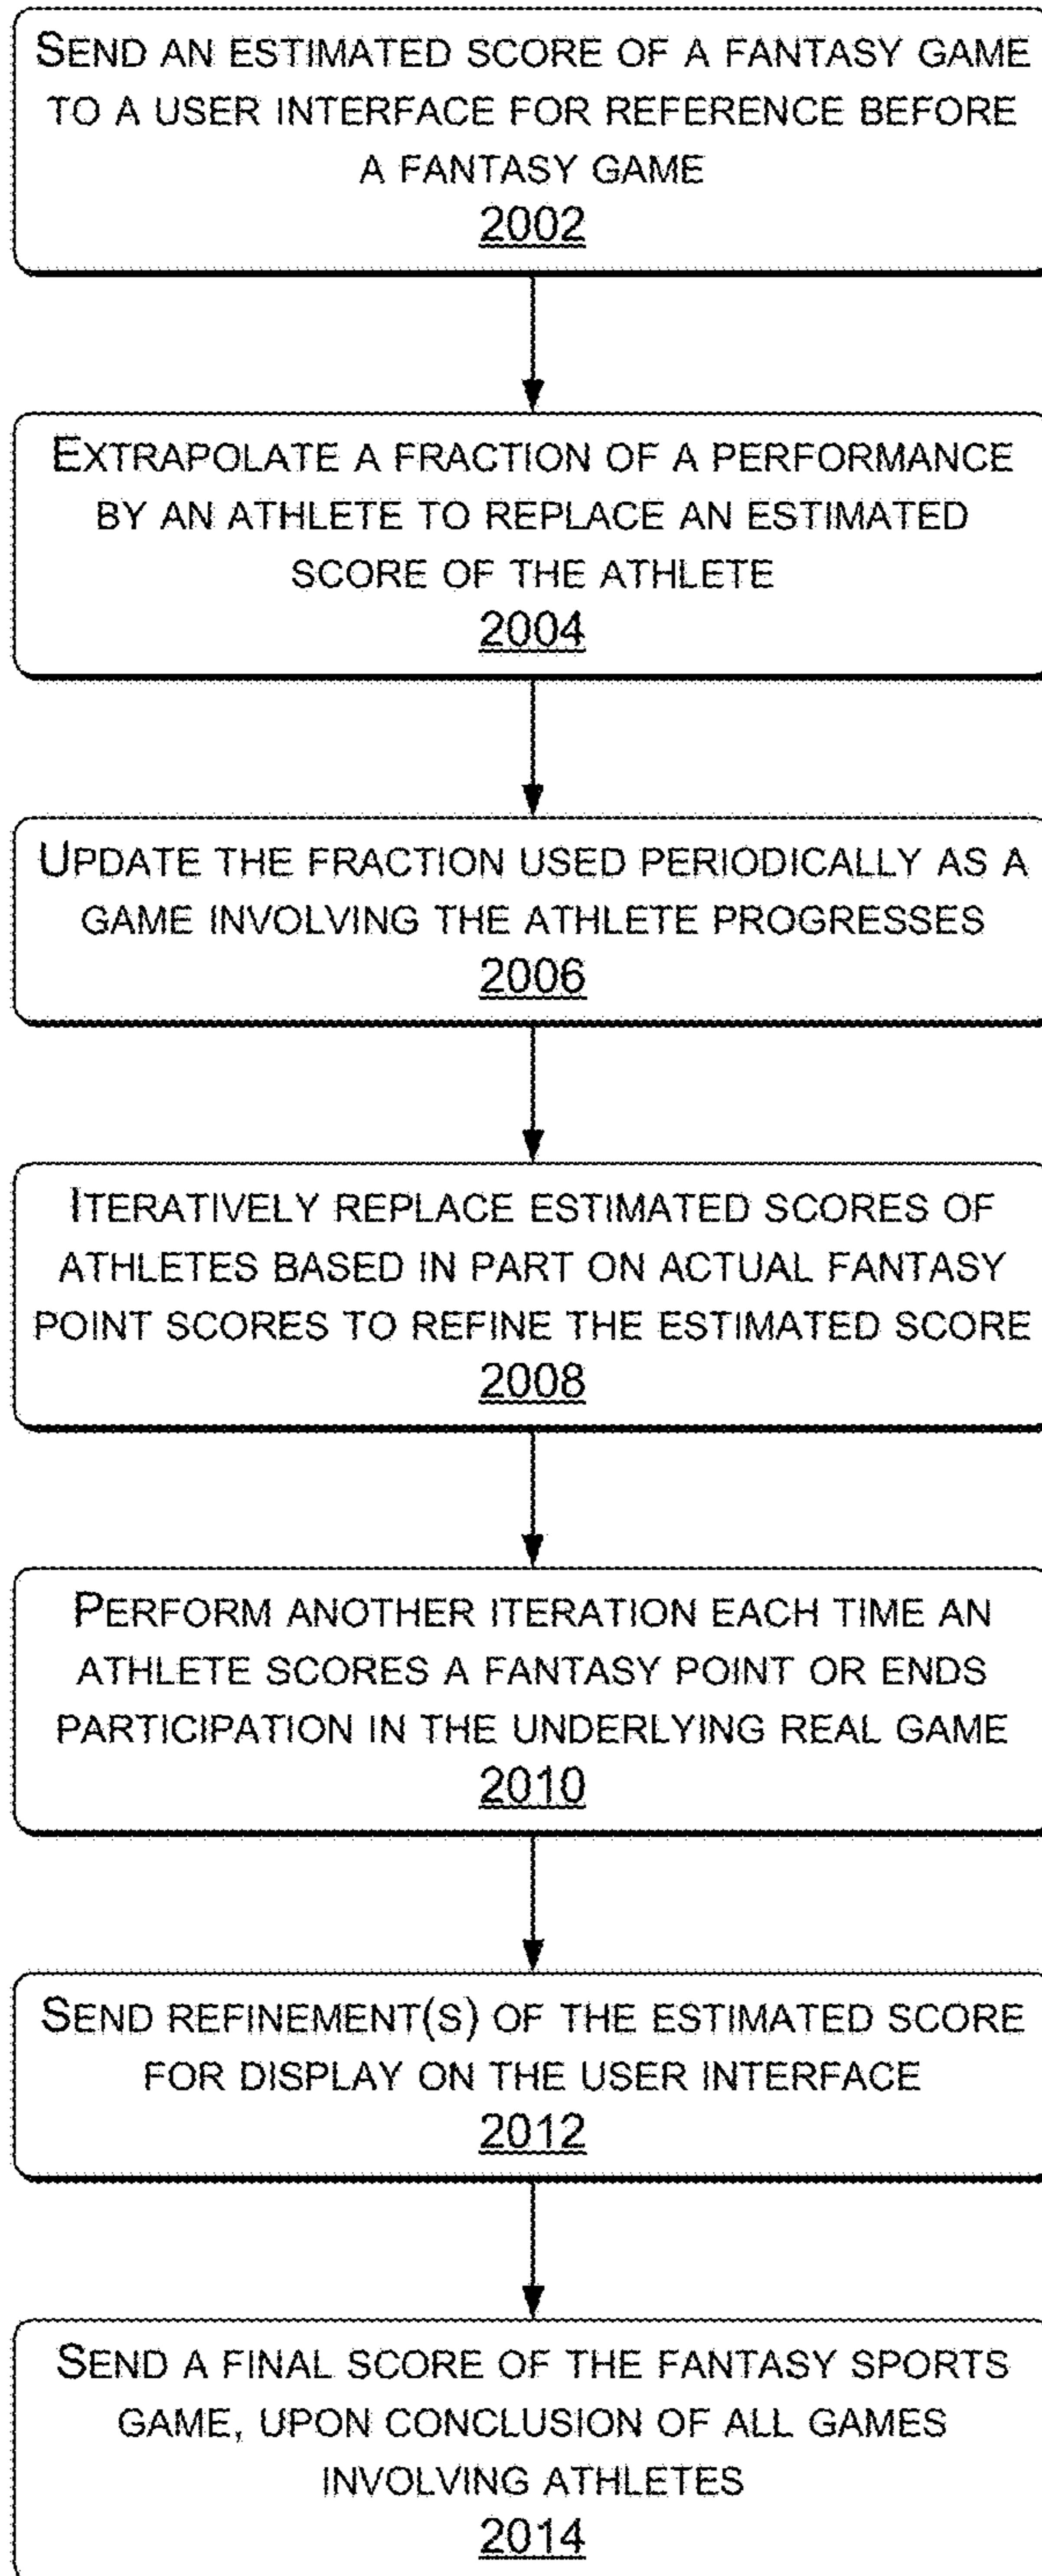 SEND AN ESTIMATED SCORE OF A FANTASY GAME
TO A USER INTERFACE FOR REFERENCE BEFORE
A FANTASY GAME
2002
EXTRAPOLATE A FRACTION OF A PERFORMANCE
BY AN ATHLETE TO REPLACE AN ESTIMATED
SCORE OF THE ATHLETE
2004
UPDATE THE FRACTION USED PERIODICALLY AS A
GAME INVOLVING THE ATHLETE PROGRESSES
2006
ITERATIVELY REPLACE ESTIMATED SCORES OF
ATHLETES BASED IN PART ON ACTUAL FANTASY
POINT SCORES TO REFINE THE ESTIMATED SCORE
2008
PERFORM ANOTHER ITERATION EACH TIME AN
ATHLETE SCORES A FANTASY POINT OR ENDS
PARTICIPATION IN THE UNDERLYING REAL GAME
2010
SEND REFINEMENT(S) OF THE ESTIMATED SCORE
FOR DISPLAY ON THE USER INTERFACE
2012
SEND A FINAL SCORE OF THE FANTASY SPORTS
GAME, UPON CONCLUSION OF ALL GAMES
INVOLVING ATHLETES
2014